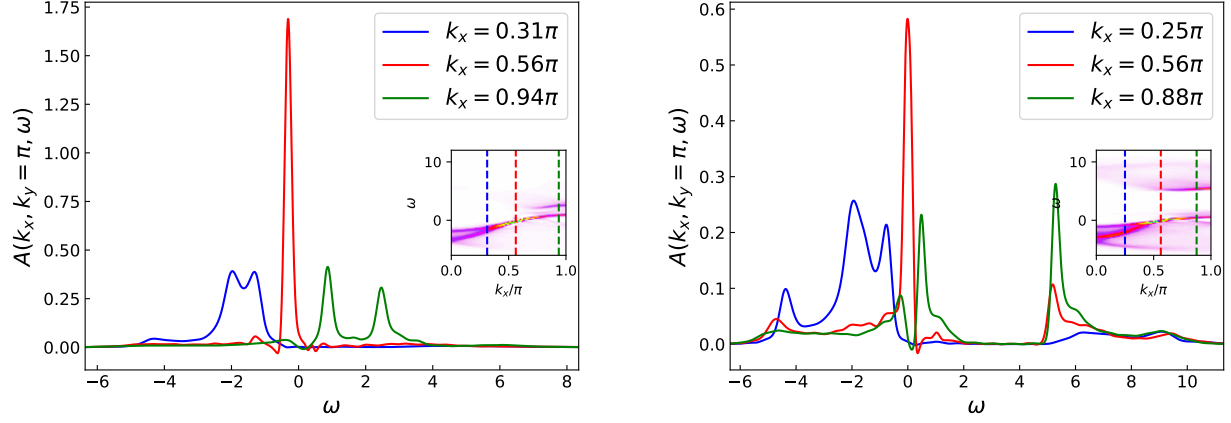 A(k_x, k_y = π, ω)
1.75
1.50
1.25
1.00
0.75
0.50
0.25
0.00
−6 −4 −2 0 2 4 6 8
ω
k_x = 0.31π
k_x = 0.56π
k_x = 0.94π
10
0
ω
0.0 0.5 1.0
k_x/π
A(k_x, k_y = π, ω)
0.6
0.5
0.4
0.3
0.2
0.1
0.0
−6 −4 −2 0 2 4 6 8 10
ω
k_x = 0.25π
k_x = 0.56π
k_x = 0.88π
10
0
ω
0.0 0.5 1.0
k_x/π